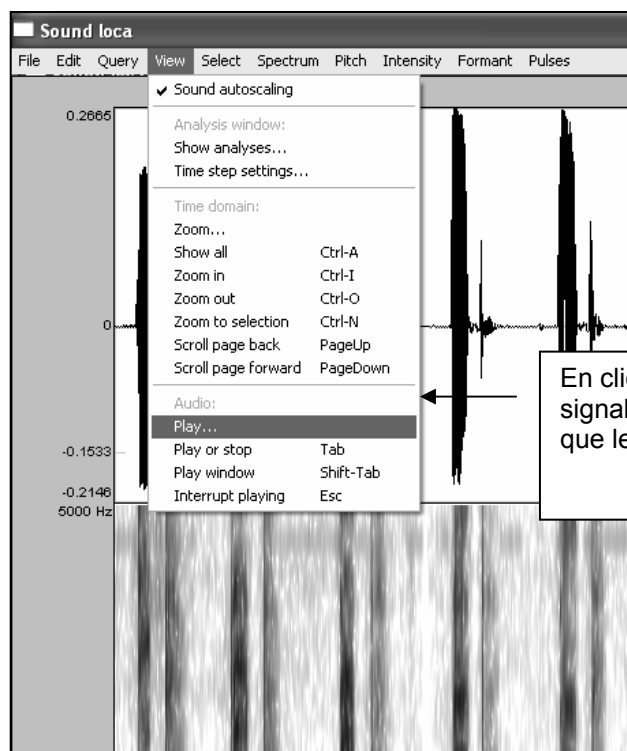 Sound loca
File Edit Query View Select Spectrum Pitch Intensity Formant Pulses
✓ Sound autoscaling
Analysis window:
Show analyses...
Time step settings...
Time domain:
Zoom...
Show all Ctrl-A
Zoom in Ctrl-I
Zoom out Ctrl-O
Zoom to selection Ctrl-N
Scroll page back PageUp
Scroll page forward PageDown
Audio:
Play...
Play or stop Tab
Play window Shift-Tab
Interrupt playing Esc
0.2665
0
-0.1533
-0.2146
5000 Hz
En
que